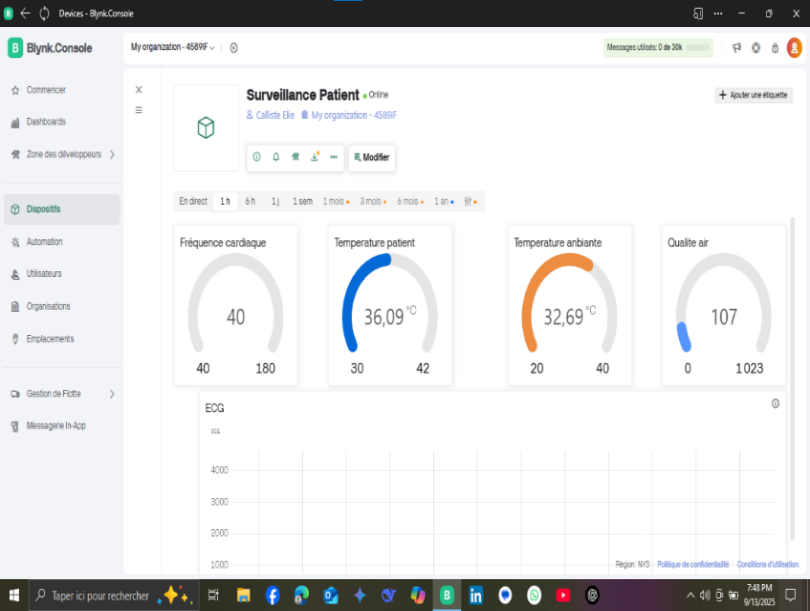 Devices - Blynk.Console
B Blynk.Console
My organization - 4589IF
Messages utilisés: 0 de 30k
Commencer
Dashboards
Zone des développeurs
Dispositifs
Automation
Utilisateurs
Organisations
Emplacements
Gestion de Flotte
Messagerie In-App
Surveillance Patient Online
Calliste Elie My organization - 4589IF
Modifier
Ajouter une étiquette
En direct 1 h 6 h 1 j 1 sem 1 mois 3 mois 6 mois 1 an
Fréquence cardiaque
40
40 180
Temperature patient
36,09 °C
30 42
Temperature anbiante
32,69 °C
20 40
Qualite air
107
0 1 023
ECG
ECG
4000
3000
2000
1000
Région: NY3 Politique de confidentialité Conditions d'utilisation
Taper ici pour rechercher
7:48 PM
9/13/2025